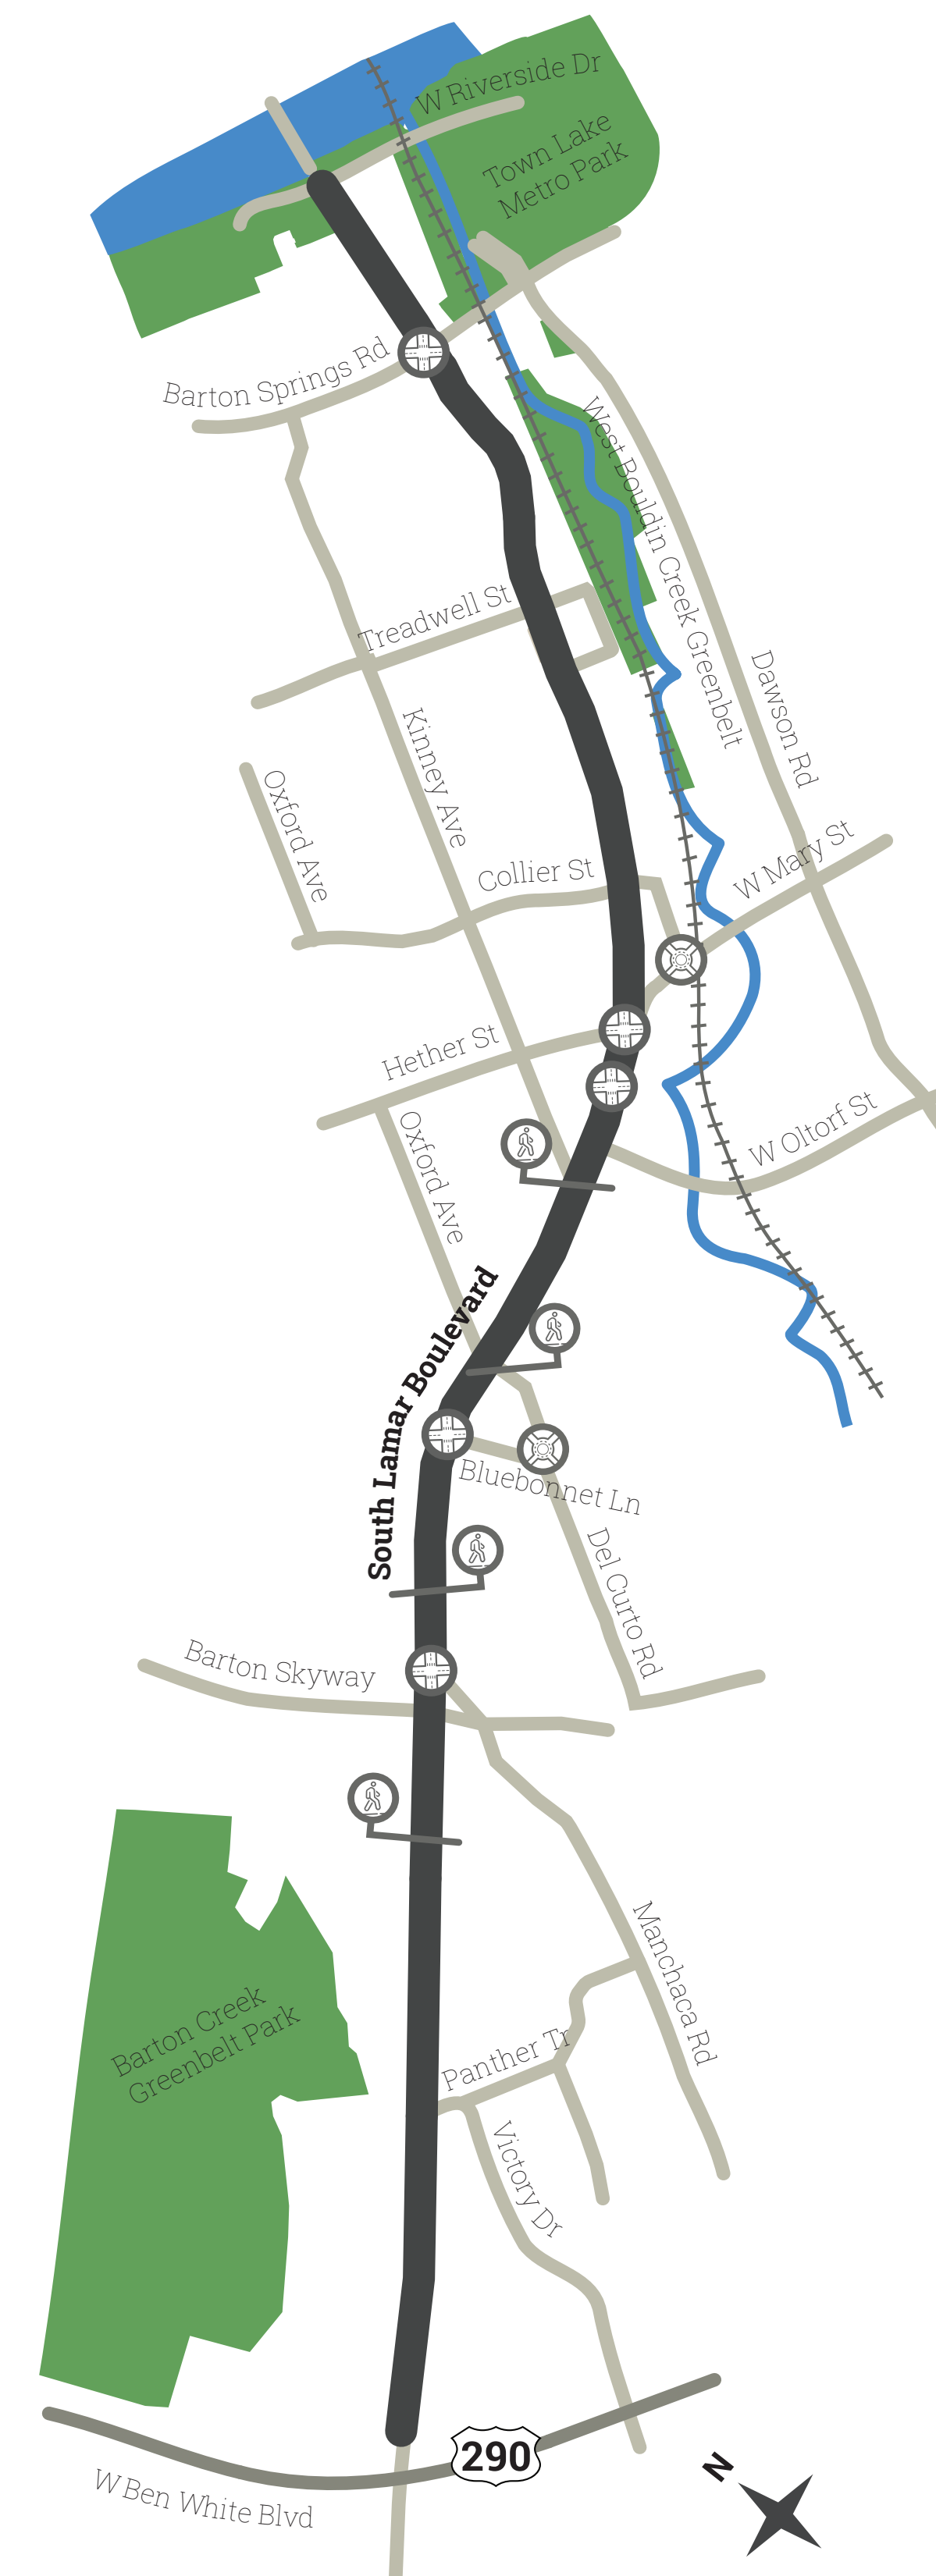 W Riverside Dr
Town Lake
Metro Park
Barton Springs Rd
West Bouldin Creek Greenbelt
Treadwell St
Dawson Rd
Kinney Ave
Oxford Ave
Collier St
W Mary St
Hether St
Oxford Ave
W Oltorf St
South Lamar Boulevard
Bluebonnet Ln
Del Curto Rd
Barton Skyway
Manchaca Rd
Barton Creek
Greenbelt Park
Panther Tr
Victory Dr
290
N
W Ben White Blvd